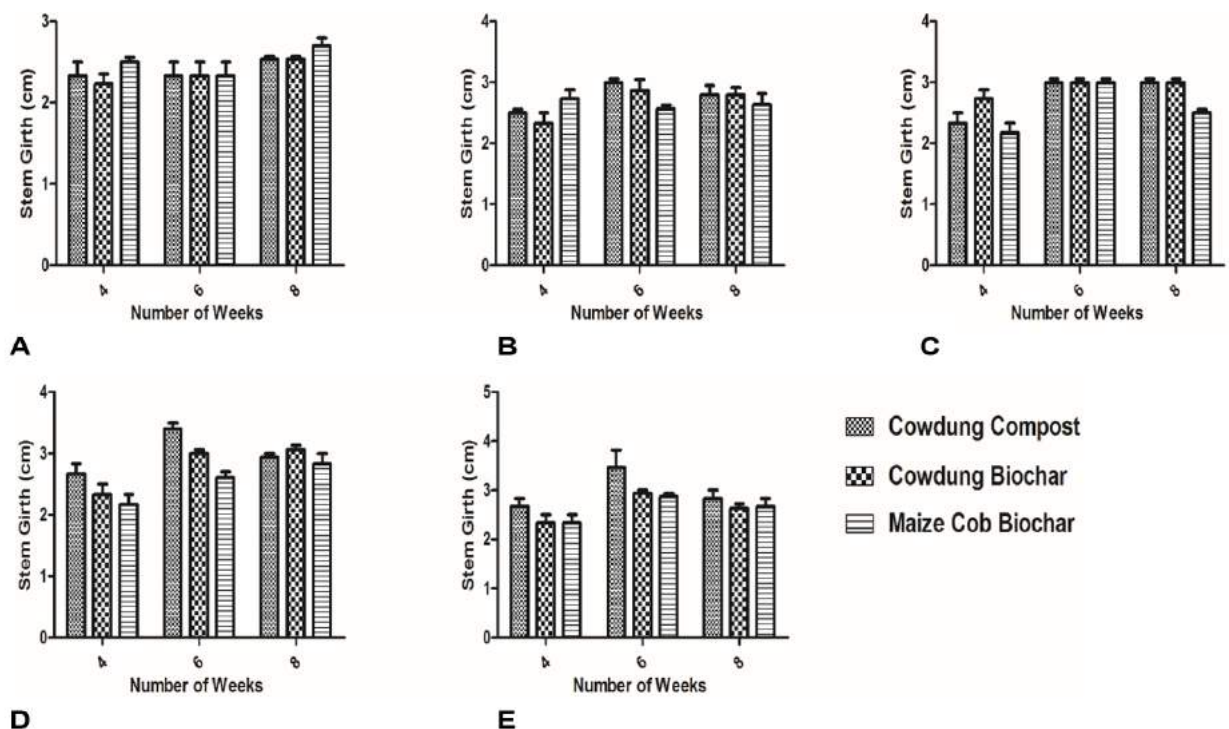 3
2
1
0
Stem Girth (cm)
4 6 8
Number of Weeks
A
4
3
2
1
0
Stem Girth (cm)
4 6 8
Number of Weeks
B
4
3
2
1
0
Stem Girth (cm)
4 6 8
Number of Weeks
C
4
3
2
1
0
Stem Girth (cm)
4 6 8
Number of Weeks
D
5
4
3
2
1
0
Stem Girth (cm)
4 6 8
Number of Weeks
E
Cowdung Compost
Cowdung Biochar
Maize Cob Biochar